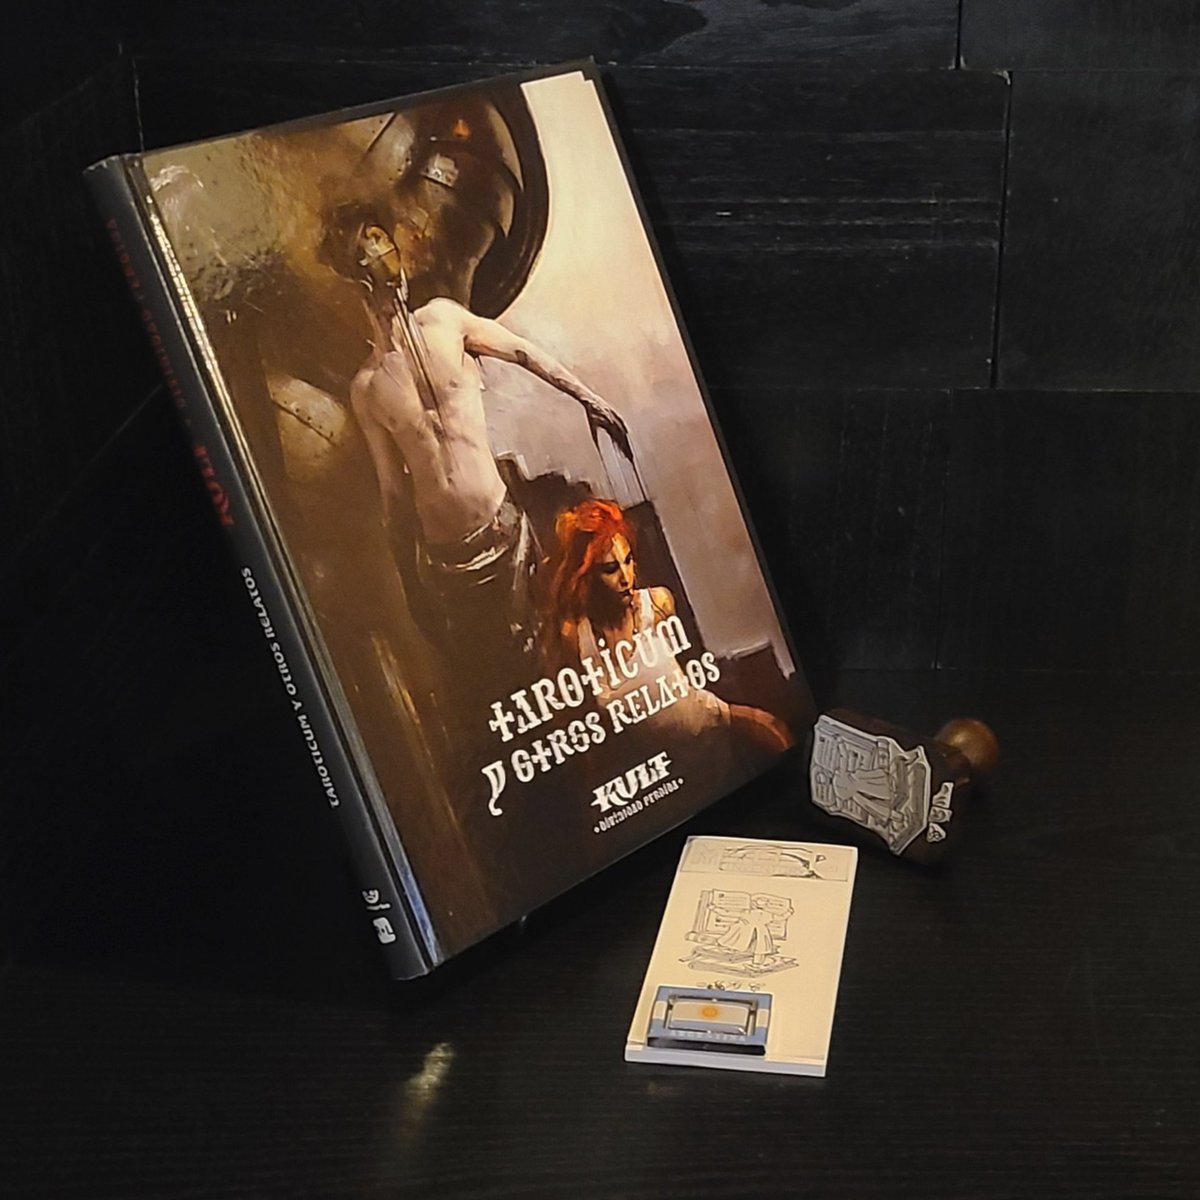 tarOticum
y OtrOs RelatOs
KULT
• DIVINIDAD PERDIDA •
KULT
tarOticum y OtrOs RelatOs
ARGENTINA